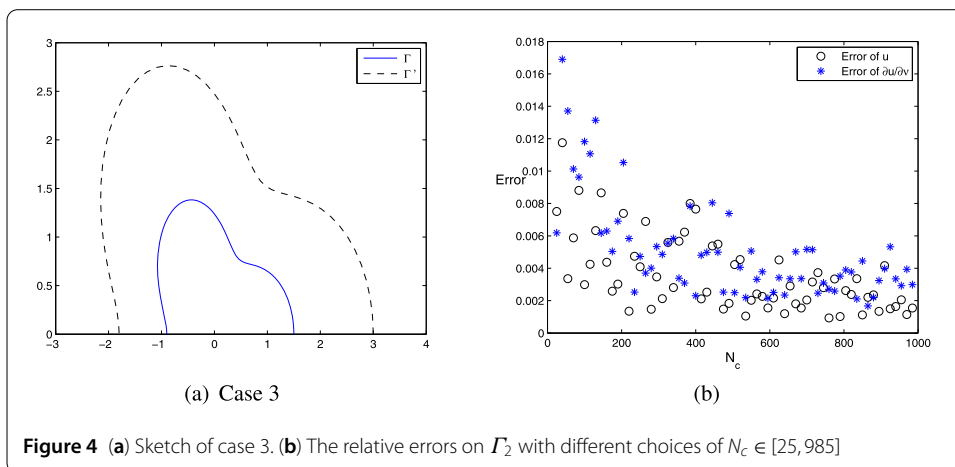 3
2.5
2
1.5
1
0.5
0
−3 −2 −1 0 1 2 3 4
Γ
Γ'
(a) Case 3
0.018
0.016
0.014
0.012
0.01
Error
0.008
0.006
0.004
0.002
0
0 200 400 600 800 1000
N_c
Error of u
Error of ∂u/∂ν
(b)
Figure 4 (a) Sketch of case 3. (b) The relative errors on Γ₂ with different choices of N_c ∈ [25, 985]